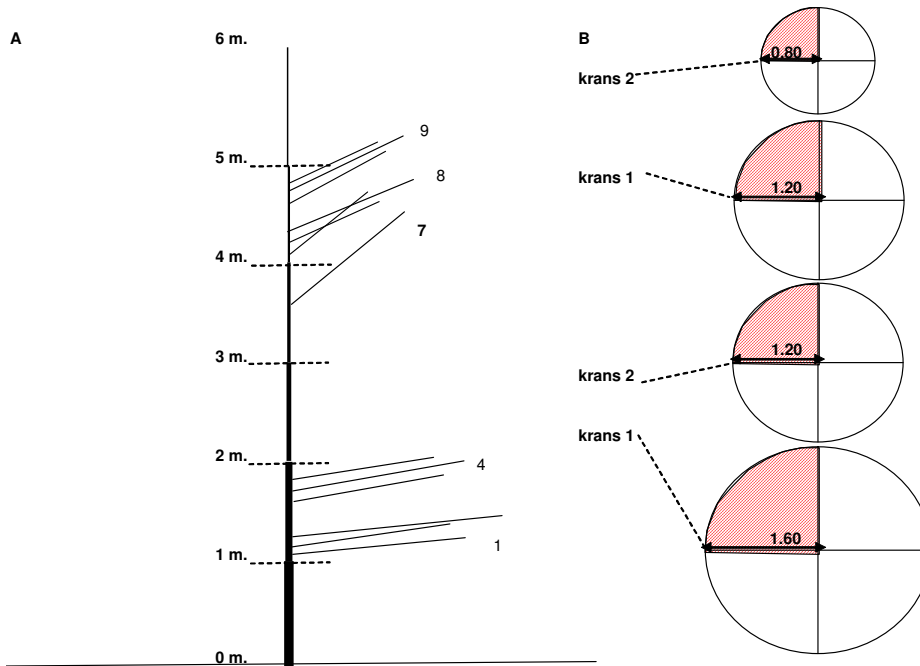 A
6 m.
9
5 m.
8
7
4 m.
3 m.
2 m.
4
1
1 m.
0 m.
B
0.80
krans 2
krans 1
1.20
1.20
krans 2
krans 1
1.60